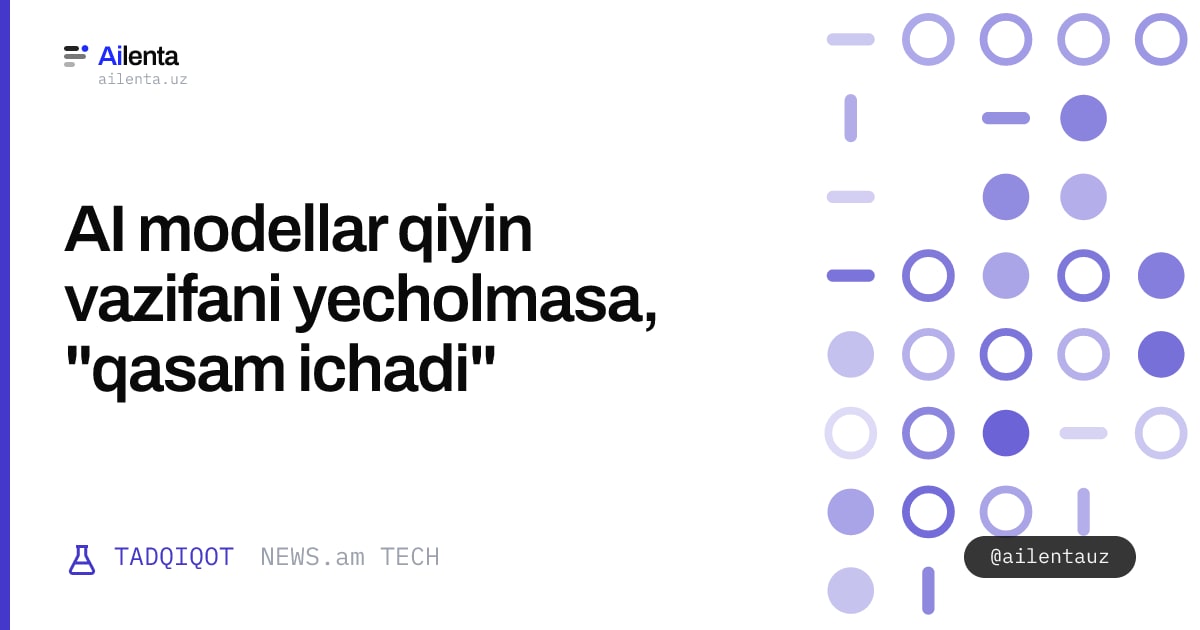 Ailenta
ailenta.uz
AI modellar qiyin
vazifani yecholmasa,
"qasam ichadi"
TADQIQOT NEWS.am TECH
@ailentauz